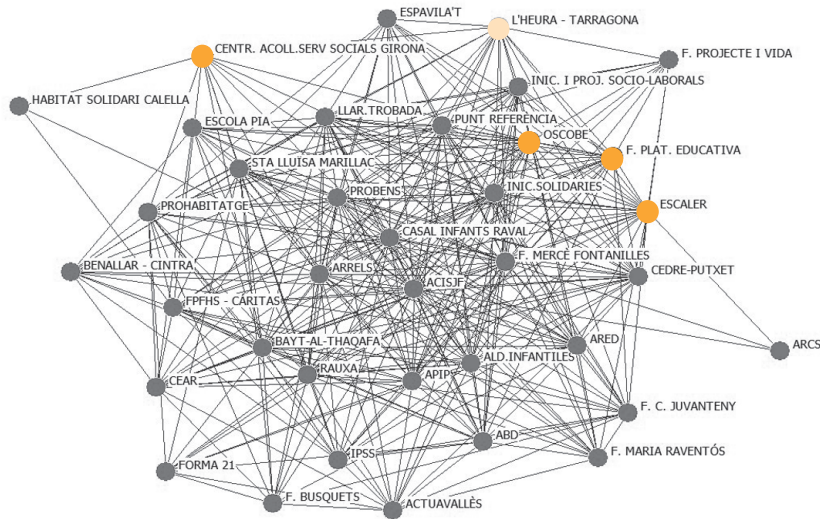 ESPAVILA'T
L'HEURA - TARRAGONA
CENTR. ACOLL.SERV SOCIALS GIRONA
F. PROJECTE I VIDA
INIC. I PROJ. SOCIO-LABORALS
HABITAT SOLIDARI CALELLA
LLAR.TROBADA
ESCOLA PIA
PUNT REFERÈNCIA
OSCOBE
F. PLAT. EDUCATIVA
STA LLUÏSA MARILLAC
PROBENS
INIC.SOLIDARIES
PROHABITATGE
ESCALER
CASAL INFANTS RAVAL
F. MERCÈ FONTANILLES
BENALLAR - CINTRA
ARRELS
CEDRE-PUTXET
ACISJF
FPFHS - CÀRITAS
BAYT-AL-THAQAFA
ARED
ARCS
ALD.INFANTILES
RAUXA
APIP
CEAR
F. C. JUVANTENY
ABD
IPSS
F. MARIA RAVENTÓS
FORMA 21
F. BUSQUETS
ACTUAVALLÈS